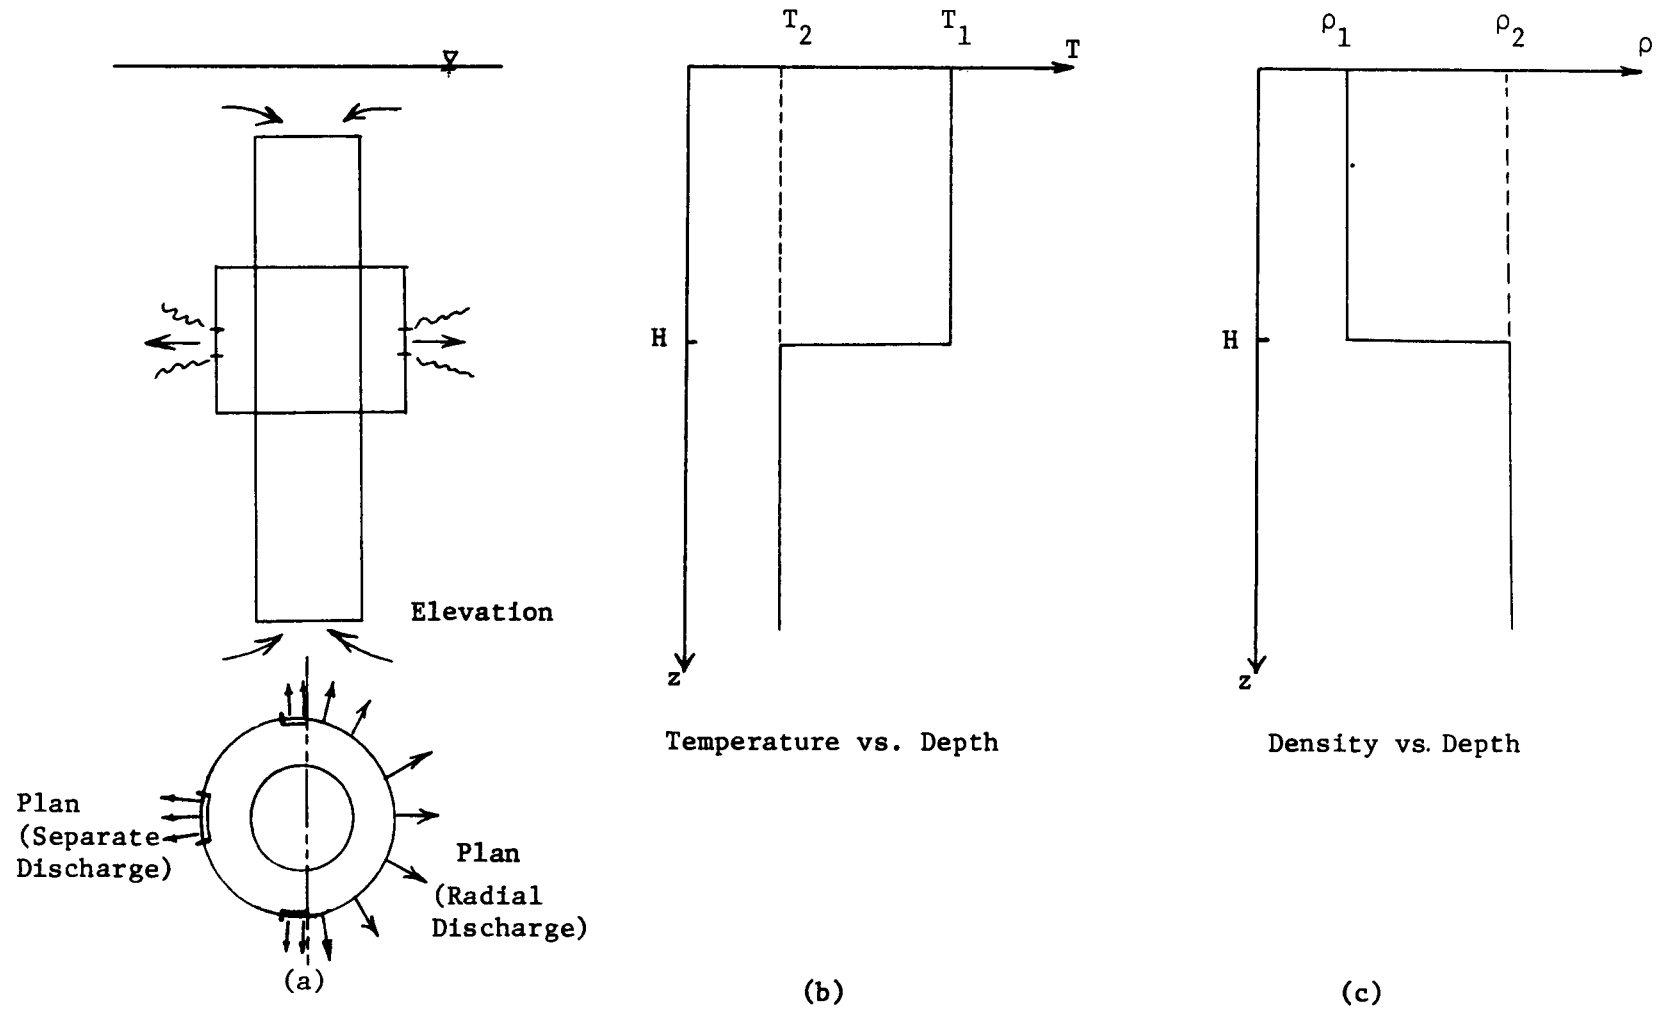 T2
T1
T
ρ1
ρ2
ρ
H
H
Elevation
z
z
Temperature vs. Depth
Density vs. Depth
Plan
(Separate
Discharge)
Plan
(Radial
Discharge)
(a)
(b)
(c)